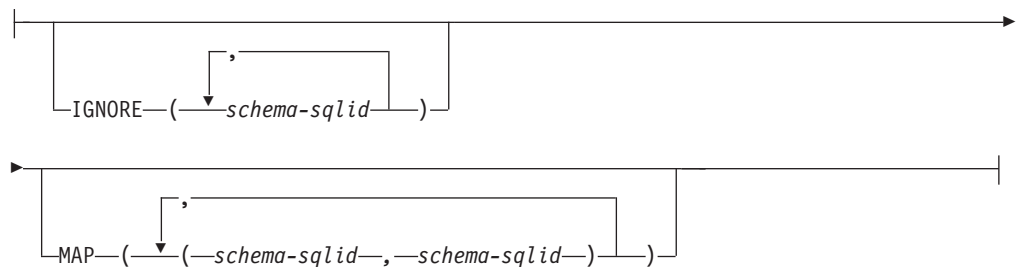 ,
IGNORE ( schema-sqlid )
,
MAP ( ( schema-sqlid , schema-sqlid ) )